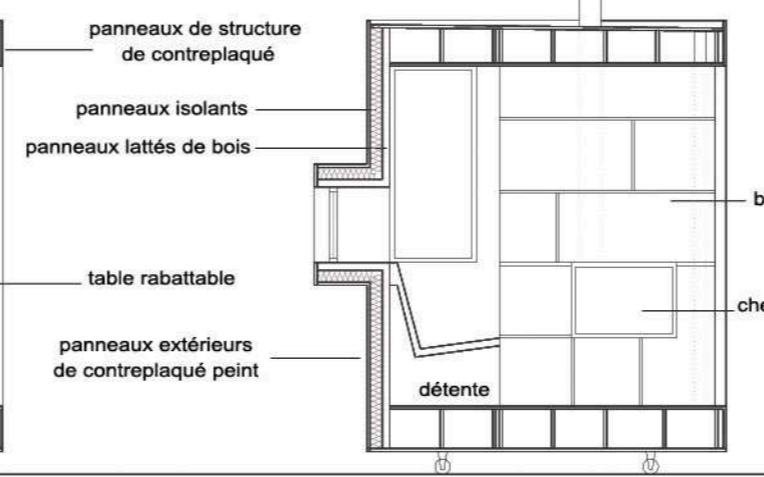 panneaux de structure
de contreplaqué
panneaux isolants
panneaux lattés de bois
b
table rabattable
che
panneaux extérieurs
de contreplaqué peint
détente